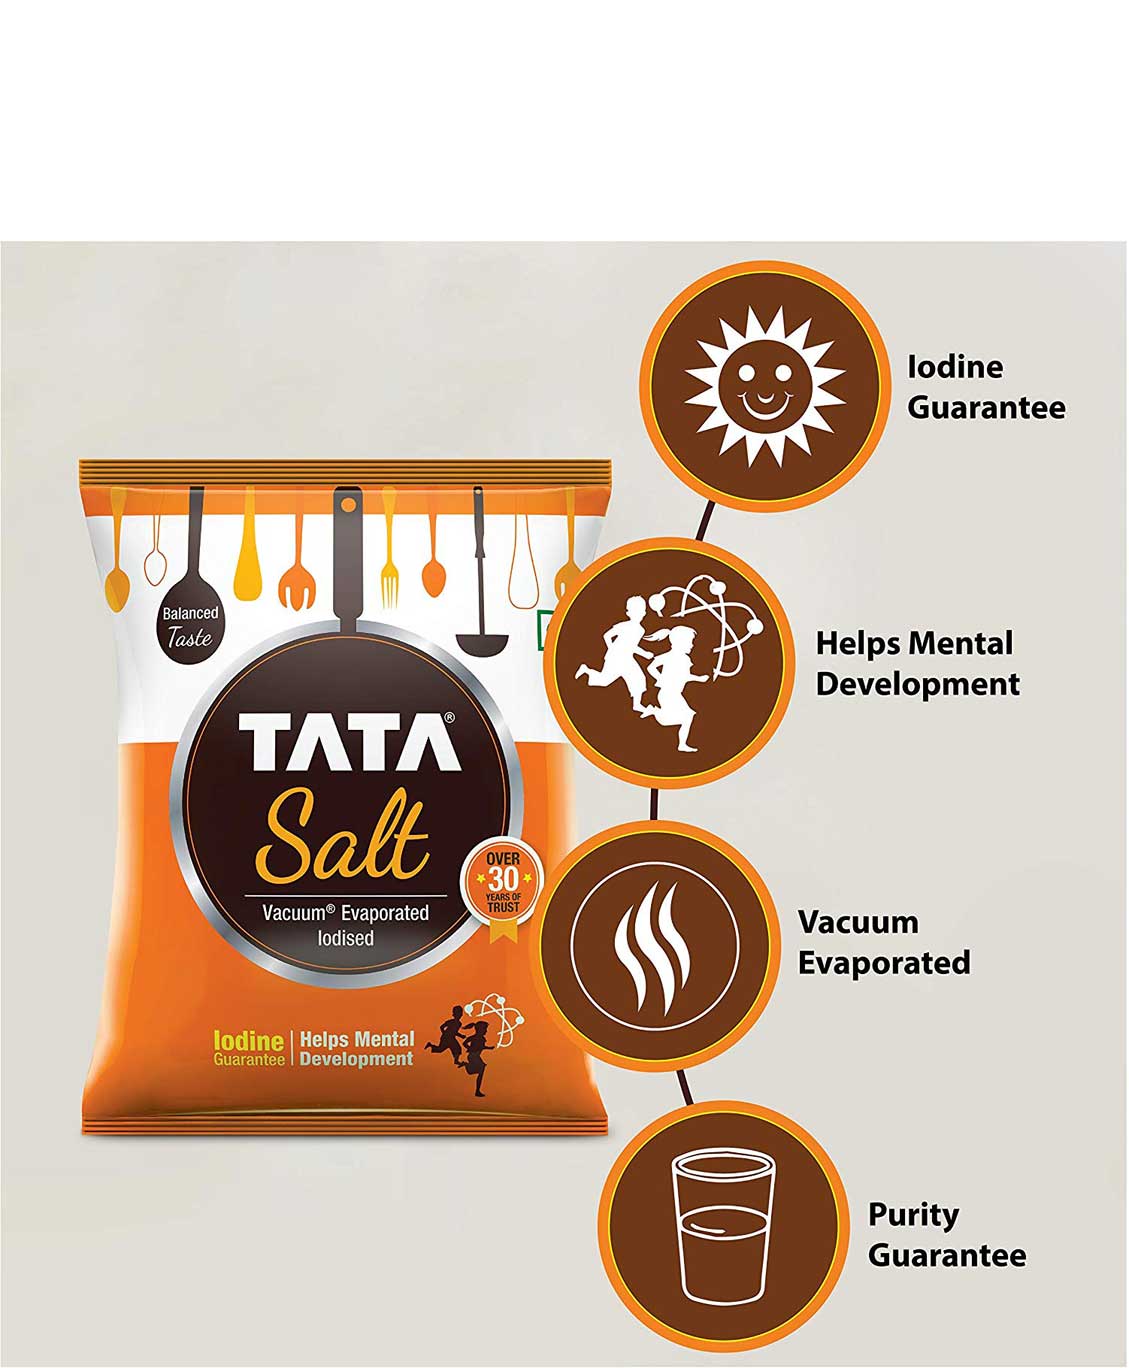 Balanced
Taste
TATA®
Salt
Vacuum® Evaporated
Iodised
OVER
30
YEARS OF
TRUST
Iodine
Guarantee
Helps Mental
Development
Iodine
Guarantee
Helps Mental
Development
Vacuum
Evaporated
Purity
Guarantee